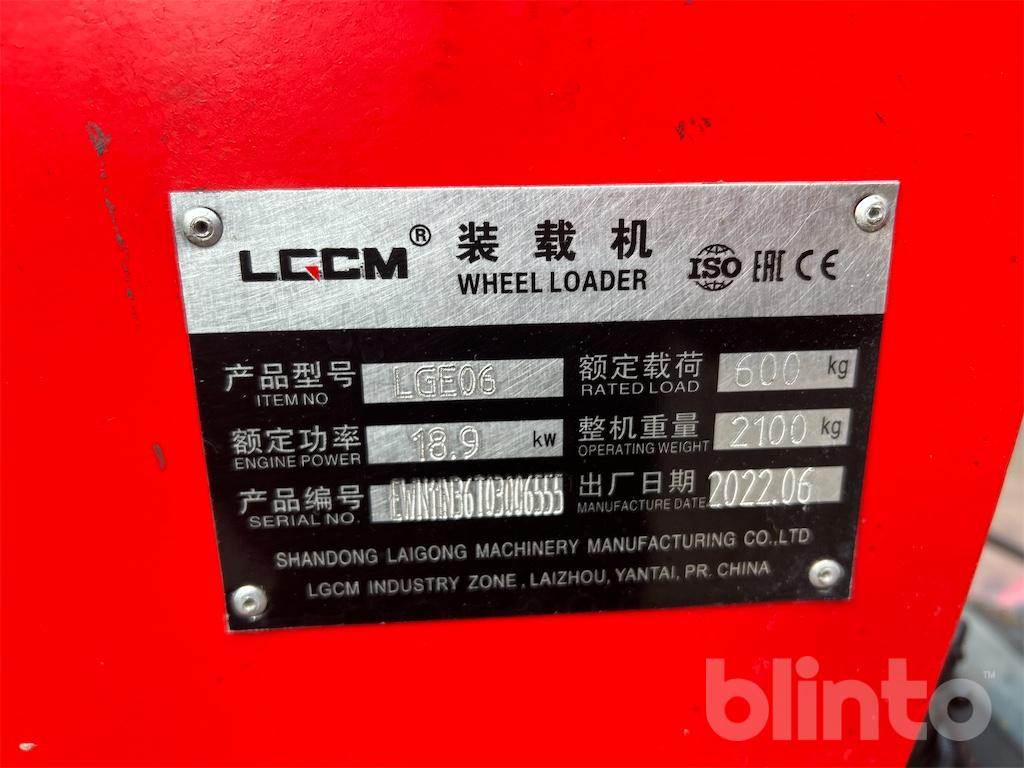 LGCM® 装载机 ISO EAC CE
WHEEL LOADER
产品型号 LGE06 额定载荷 600 kg
ITEM NO RATED LOAD
额定功率 18.9 kw 整机重量 2100 kg
ENGINE POWER OPERATING WEIGHT
产品编号 出厂日期 2022.06
SERIAL NO. MANUFACTURE DATE
SHANDONG LAIGONG MACHINERY MANUFACTURING CO.,LTD
LGCM INDUSTRY ZONE, LAIZHOU, YANTAI, PR. CHINA
blinto™